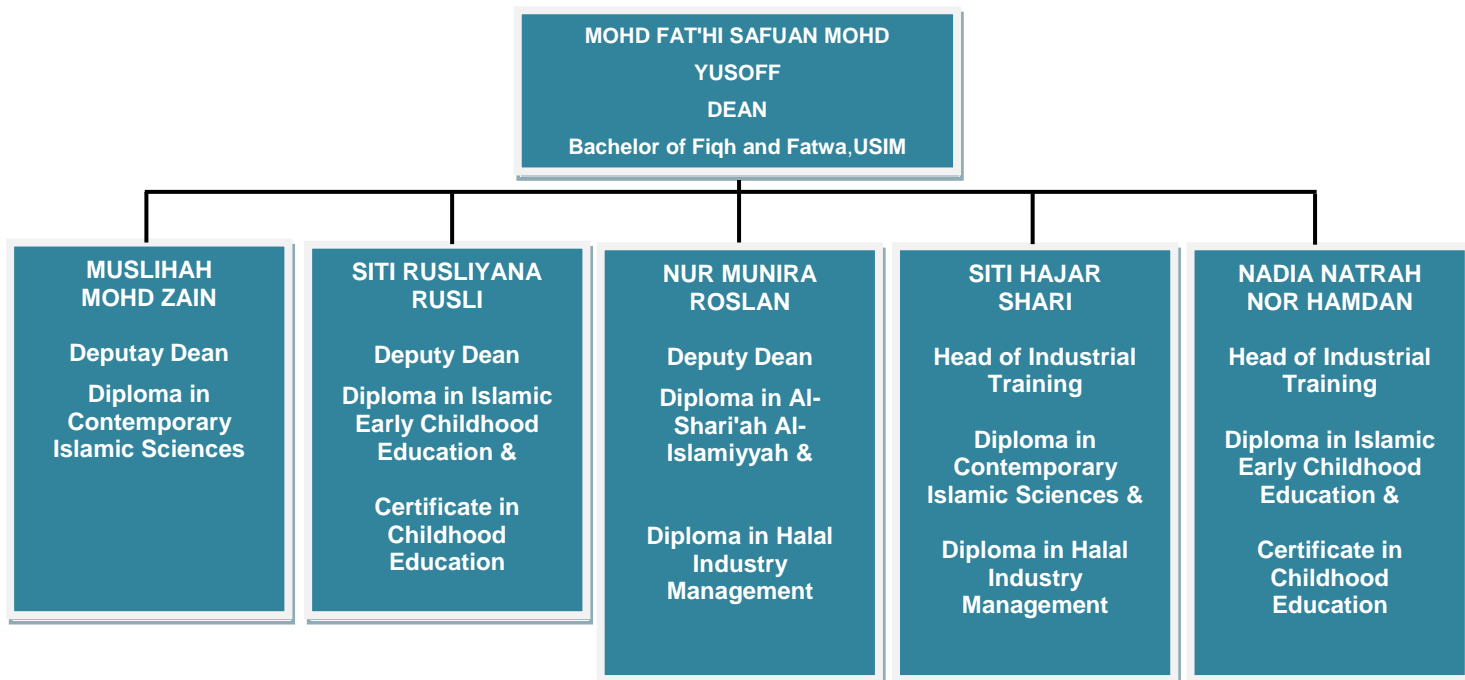 MOHD FAT'HI SAFUAN MOHD
YUSOFF
DEAN
Bachelor of Fiqh and Fatwa,USIM
MUSLIHAH
MOHD ZAIN
Deputay Dean
Diploma in
Contemporary
Islamic Sciences
SITI RUSLIYANA
RUSLI
Deputy Dean
Diploma in Islamic
Early Childhood
Education &
Certificate in
Childhood
Education
NUR MUNIRA
ROSLAN
Deputy Dean
Diploma in Al-
Shari'ah Al-
Islamiyyah &
Diploma in Halal
Industry
Management
SITI HAJAR
SHARI
Head of Industrial
Training
Diploma in
Contemporary
Islamic Sciences &
Diploma in Halal
Industry
Management
NADIA NATRAH
NOR HAMDAN
Head of Industrial
Training
Diploma in Islamic
Early Childhood
Education &
Certificate in
Childhood
Education